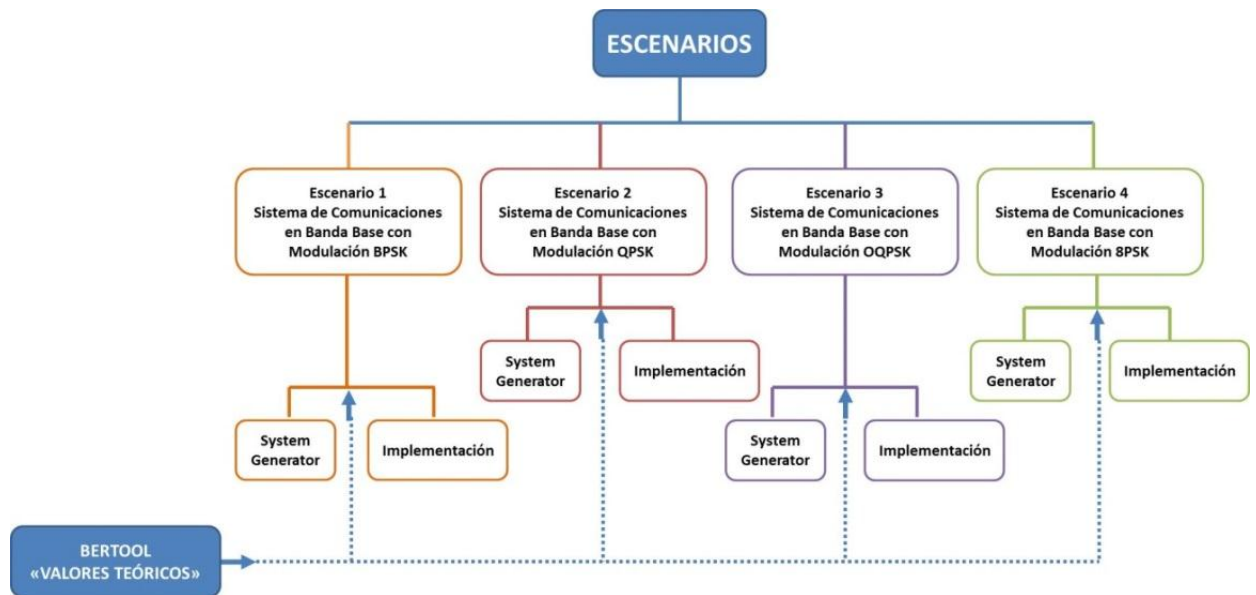 ESCENARIOS
Escenario 1
Sistema de Comunicaciones
en Banda Base con
Modulación BPSK
Escenario 2
Sistema de Comunicaciones
en Banda Base con
Modulación QPSK
Escenario 3
Sistema de Comunicaciones
en Banda Base con
Modulación OQPSK
Escenario 4
Sistema de Comunicaciones
en Banda Base con
Modulación 8PSK
System
Generator
Implementación
System
Generator
Implementación
System
Generator
Implementación
System
Generator
Implementación
BERTOOL
«VALORES TEÓRICOS»